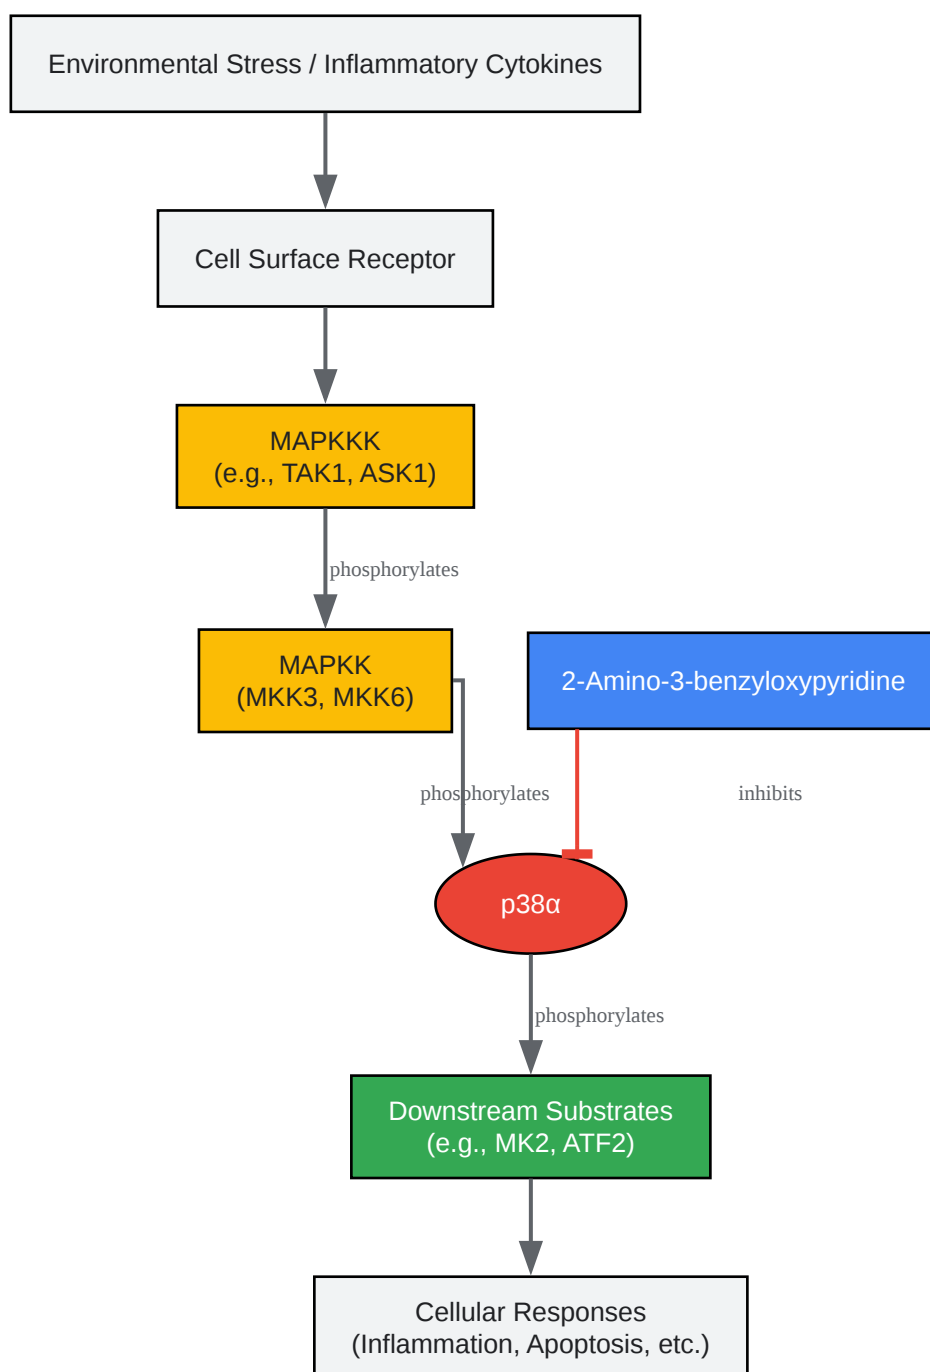 Environmental Stress / Inflammatory Cytokines
Cell Surface Receptor
MAPKKK
(e.g., TAK1, ASK1)
phosphorylates
MAPKK
(MKK3, MKK6)
2-Amino-3-benzyloxypyridine
phosphorylates
inhibits
p38α
phosphorylates
Downstream Substrates
(e.g., MK2, ATF2)
Cellular Responses
(Inflammation, Apoptosis, etc.)